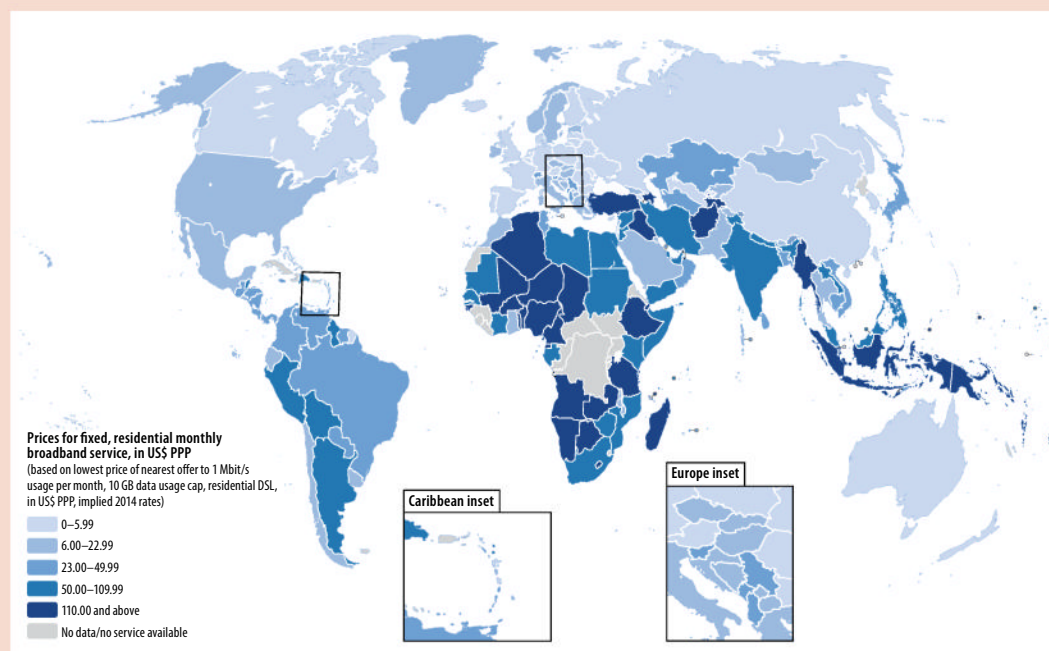 Prices for fixed, residential monthly
broadband service, in US$ PPP
(based on lowest price of nearest offer to 1 Mbit/s
usage per month, 10 GB data usage cap, residential DSL,
in US$ PPP, implied 2014 rates)
0–5.99
6.00–22.99
23.00–49.99
50.00–109.99
110.00 and above
No data/no service available
Caribbean inset
Europe inset